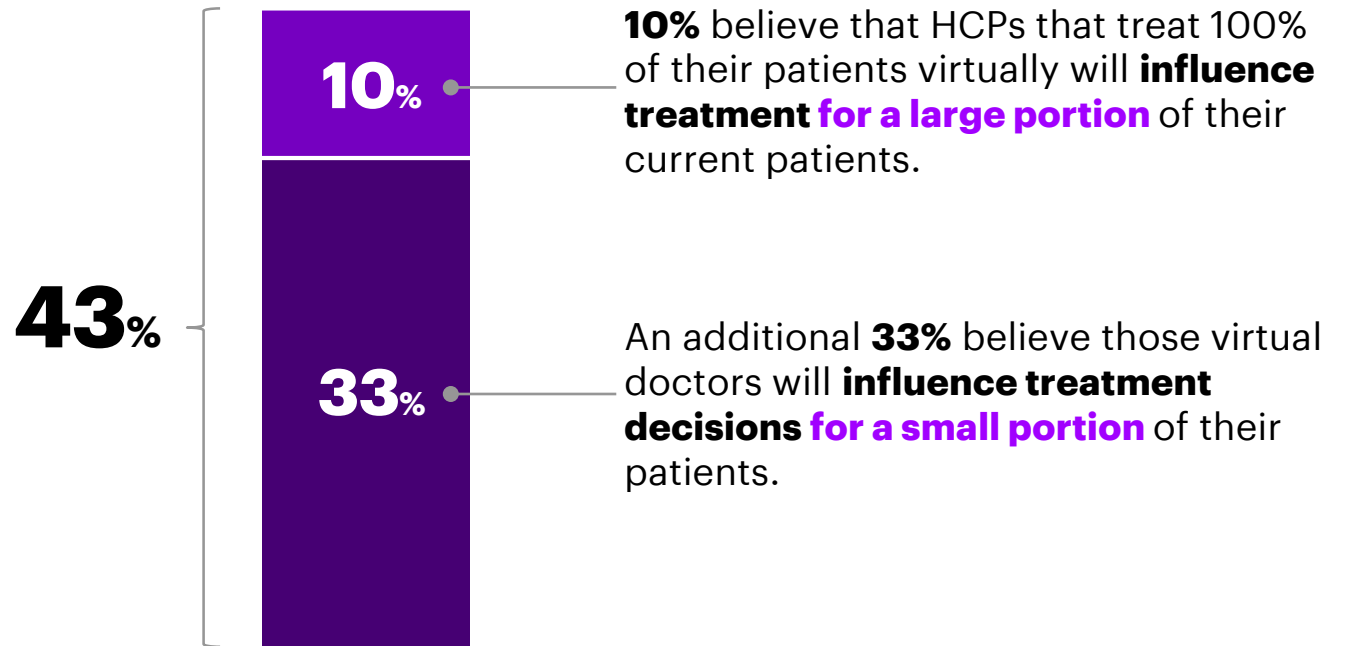 43%
10%
10% believe that HCPs that treat 100%
of their patients virtually will influence
treatment for a large portion of their
current patients.
33%
An additional 33% believe those virtual
doctors will influence treatment
decisions for a small portion of their
patients.